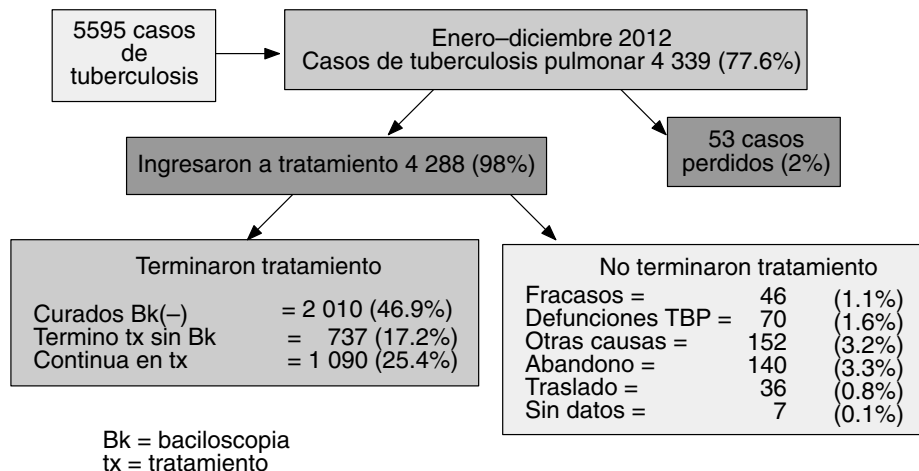 5595 casos
de
tuberculosis
Enero–diciembre 2012
Casos de tuberculosis pulmonar 4 339 (77.6%)
Ingresaron a tratamiento 4 288 (98%)
53 casos
perdidos (2%)
Terminaron tratamiento
Curados Bk(–) = 2 010 (46.9%)
Termino tx sin Bk = 737 (17.2%)
Continua en tx = 1 090 (25.4%)
No terminaron tratamiento
Fracasos = 46 (1.1%)
Defunciones TBP = 70 (1.6%)
Otras causas = 152 (3.2%)
Abandono = 140 (3.3%)
Traslado = 36 (0.8%)
Sin datos = 7 (0.1%)
Bk = baciloscopia
tx = tratamiento